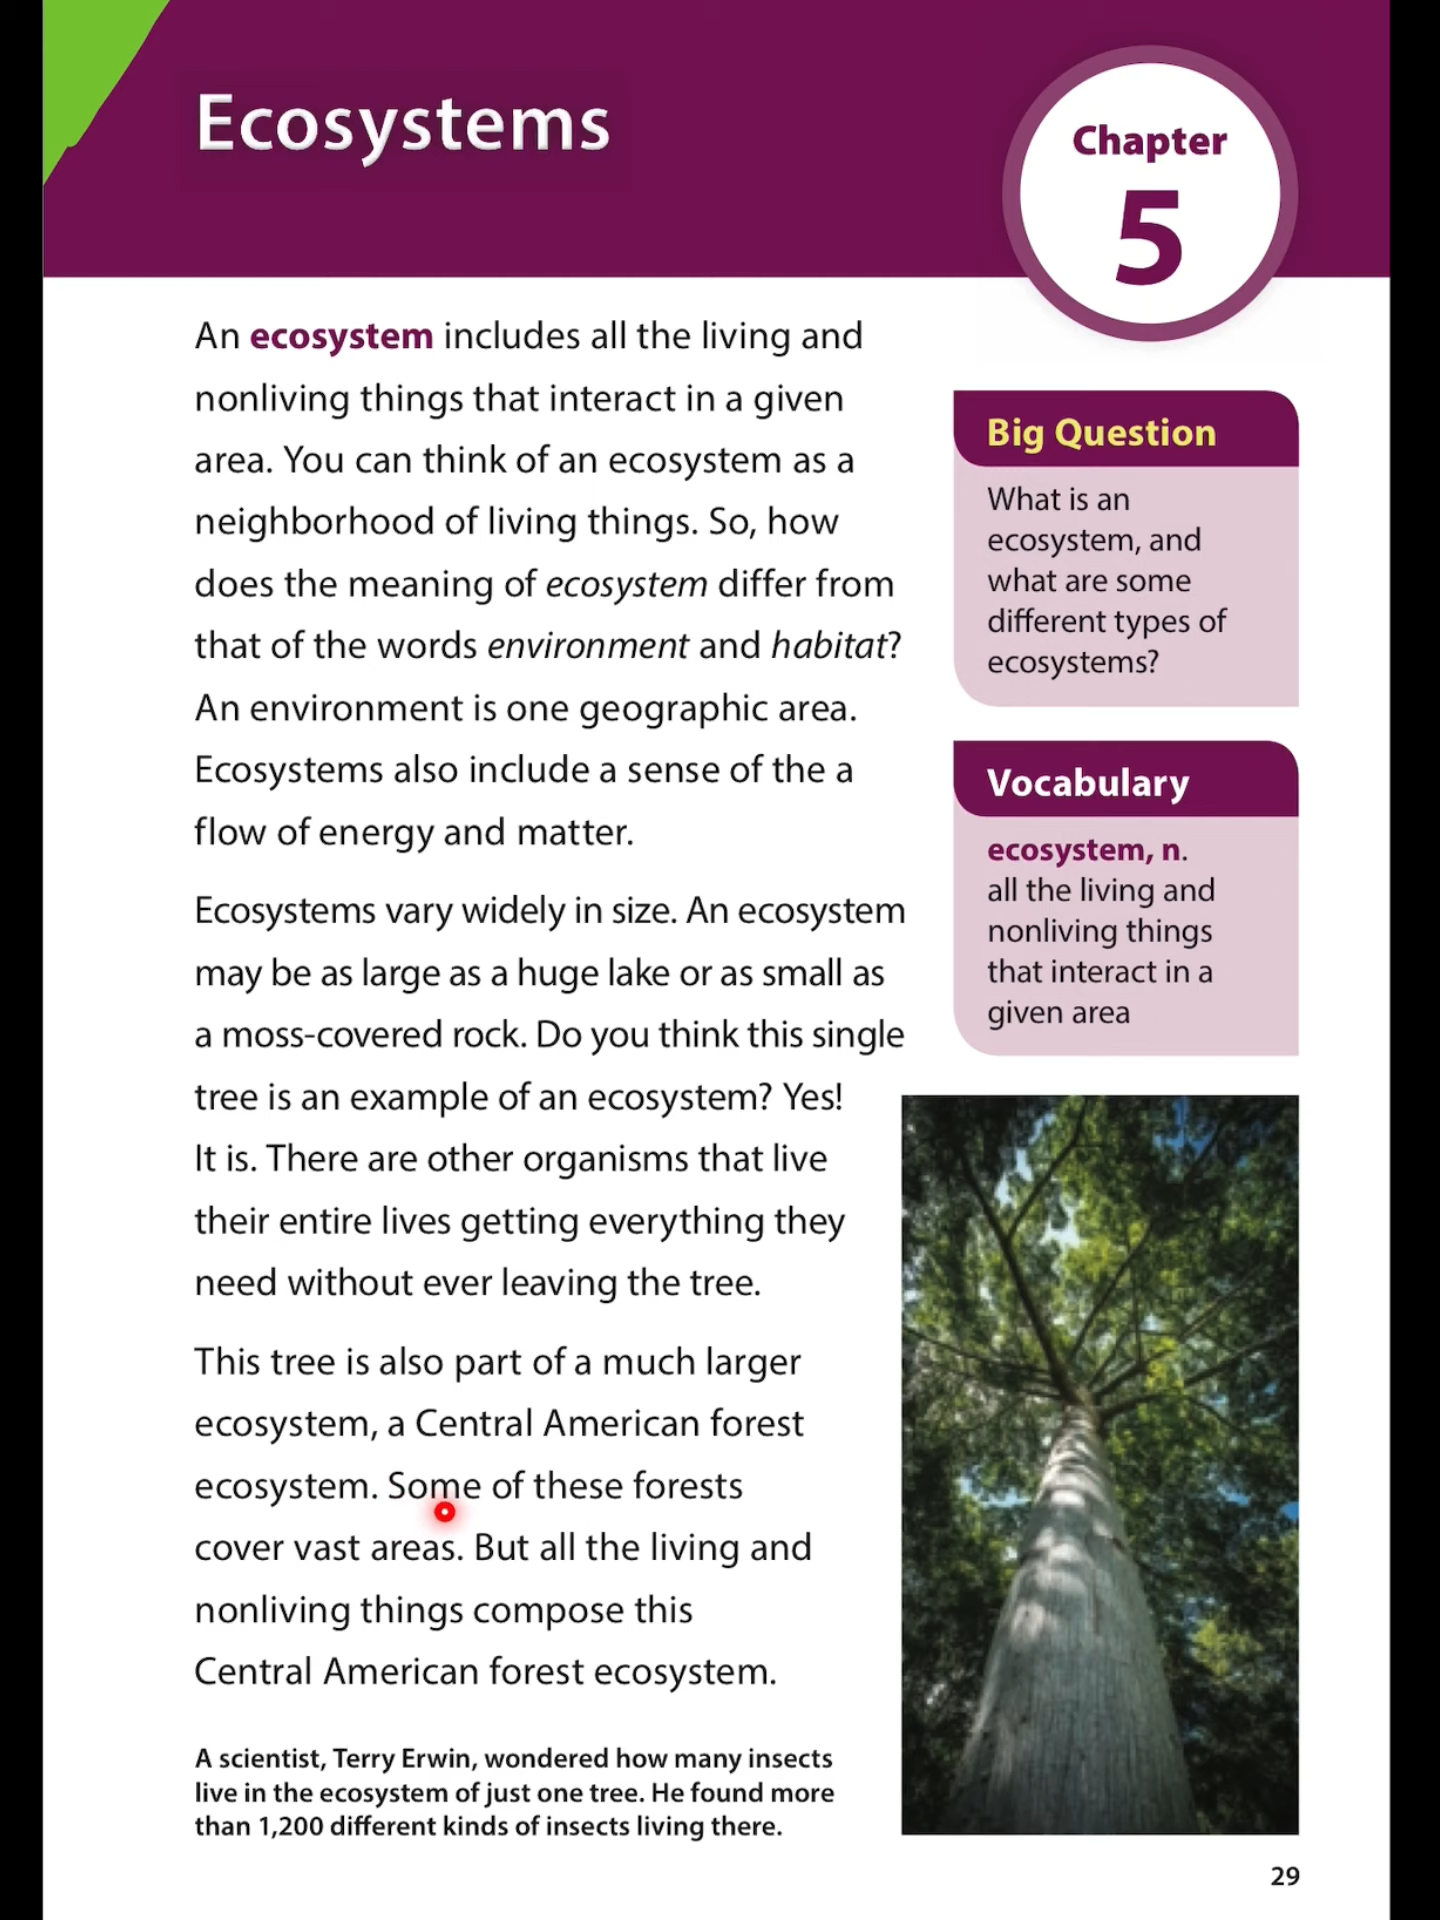 Ecosystems
Chapter
5
An ecosystem includes all the living and
nonliving things that interact in a given
area. You can think of an ecosystem as a
neighborhood of living things. So, how
does the meaning of ecosystem differ from
that of the words environment and habitat?
An environment is one geographic area.
Ecosystems also include a sense of the a
flow of energy and matter.
Ecosystems vary widely in size. An ecosystem
may be as large as a huge lake or as small as
a moss-covered rock. Do you think this single
tree is an example of an ecosystem? Yes!
It is. There are other organisms that live
their entire lives getting everything they
need without ever leaving the tree.
This tree is also part of a much larger
ecosystem, a Central American forest
ecosystem. Some of these forests
cover vast areas. But all the living and
nonliving things compose this
Central American forest ecosystem.
A scientist, Terry Erwin, wondered how many insects
live in the ecosystem of just one tree. He found more
than 1,200 different kinds of insects living there.
Big Question
What is an
ecosystem, and
what are some
different types of
ecosystems?
Vocabulary
ecosystem, n.
all the living and
nonliving things
that interact in a
given area
29